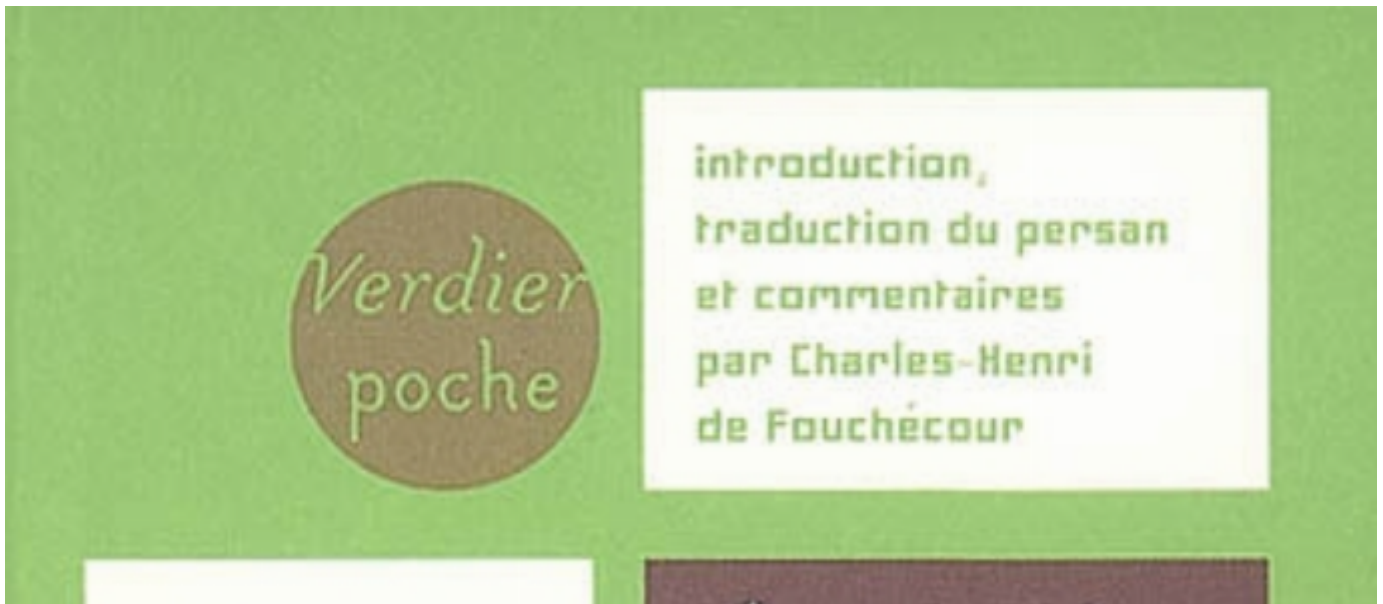 Verdier
poche
introduction,
traduction du persan
et commentaires
par Charles-Henri
de Fouchécour